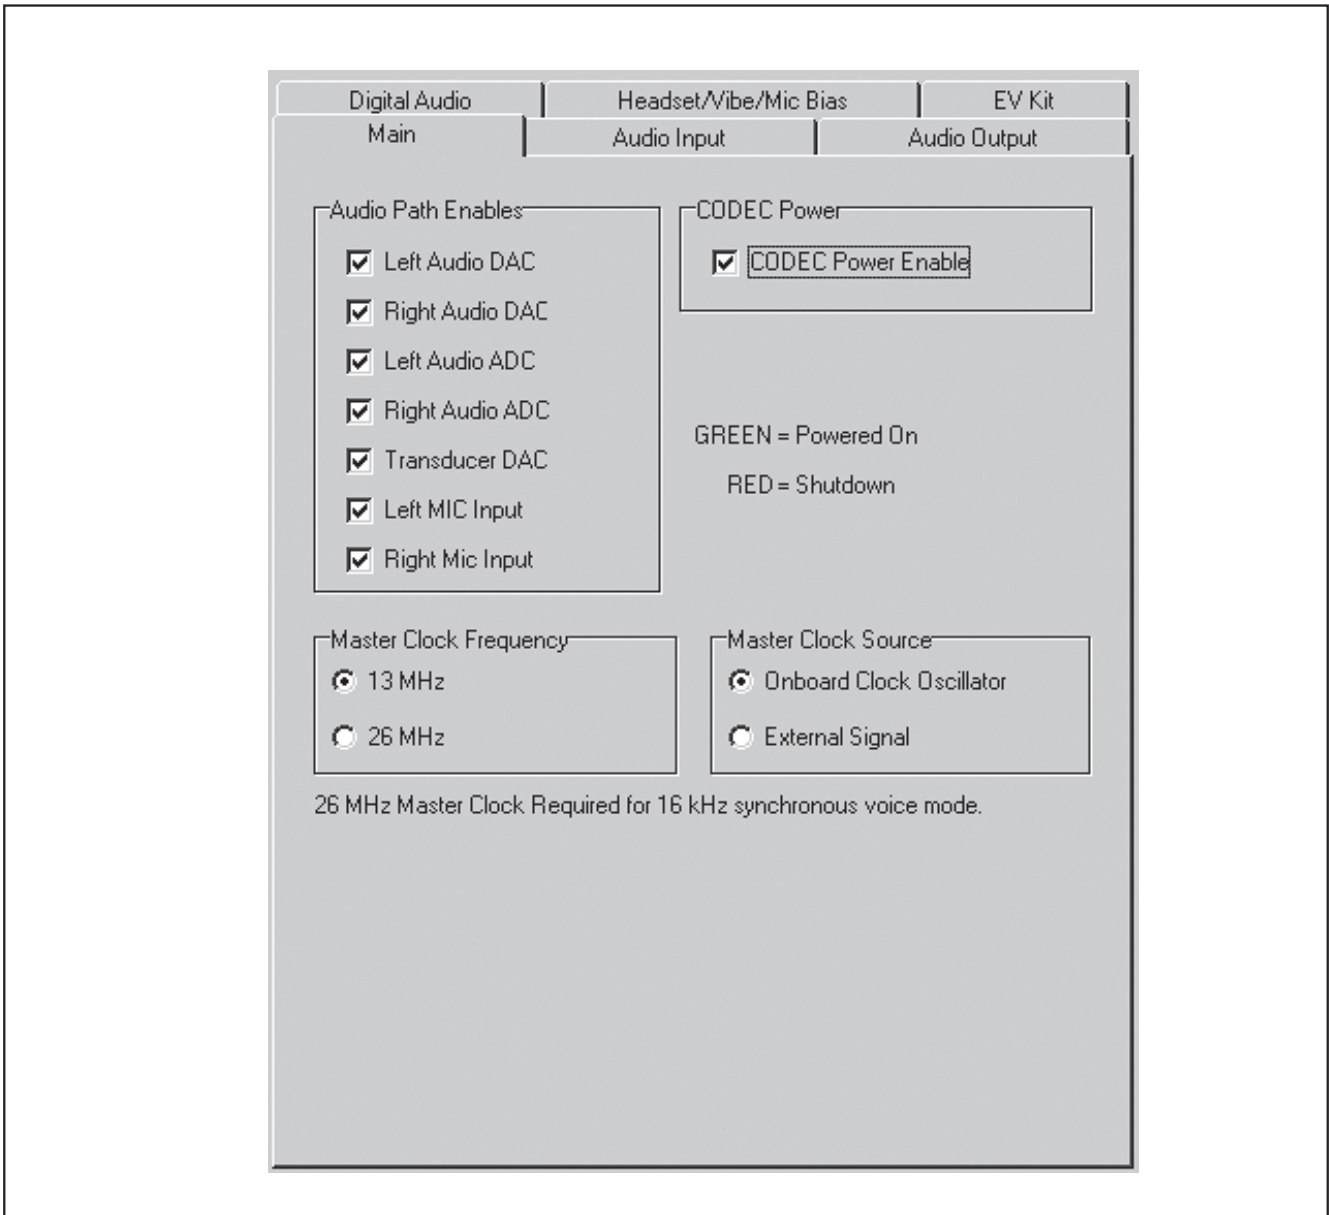 Digital Audio
Headset/Vibe/Mic Bias
EV Kit
Main
Audio Input
Audio Output
Audio Path Enables
Left Audio DAC
Right Audio DAC
Left Audio ADC
Right Audio ADC
Transducer DAC
Left MIC Input
Right Mic Input
CODEC Power
CODEC Power Enable
GREEN = Powered On
RED = Shutdown
Master Clock Frequency
13 MHz
26 MHz
Master Clock Source
Onboard Clock Oscillator
External Signal
26 MHz Master Clock Required for 16 kHz synchronous voice mode.